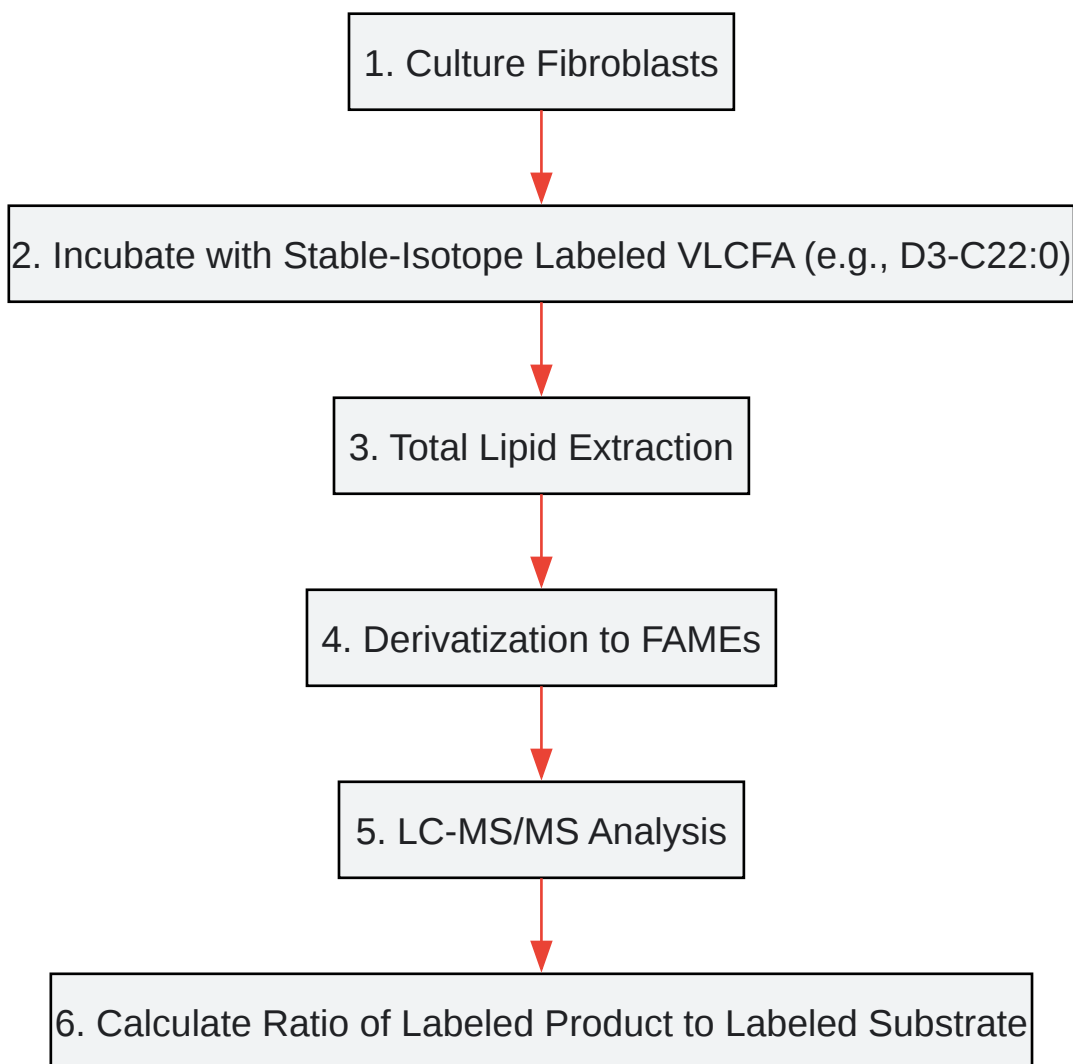 1. Culture Fibroblasts
2. Incubate with Stable-Isotope Labeled VLCFA (e.g., D3-C22:0)
3. Total Lipid Extraction
4. Derivatization to FAMEs
5. LC-MS/MS Analysis
6. Calculate Ratio of Labeled Product to Labeled Substrate